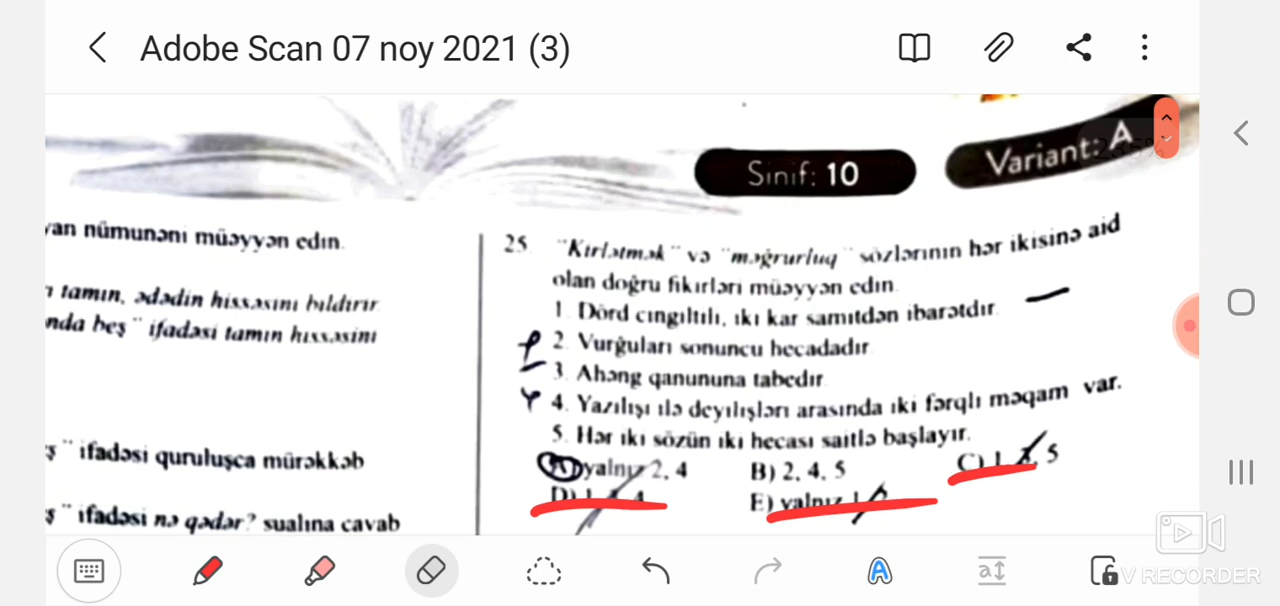 Adobe Scan 07 noy 2021 (3)
Sinif: 10
Variant: A
yan nümunəni müəyyən edin.
tamın, ədədin hissəsini bildirir
nda beş" ifadəsi tamın hissəsini
ş" ifadəsi quruluşca mürəkkəb
ş" ifadəsi nə qədər? sualına cavab
25. "Kirlətmək" və "məğrurluq" sözlərinin hər ikisinə aid
olan doğru fikirləri müəyyən edin.
1. Dörd cingiltili, iki kar samitdən ibarətdir.
2. Vurğuları sonuncu hecadadır.
3. Ahəng qanununa tabedir.
4. Yazılışı ilə deyilişləri arasında iki fərqli məqam var.
5. Hər iki sözün iki hecası saitlə başlayır.
A) yalnız 2, 4
B) 2, 4, 5
C) 1, 5
D) 1, 4
E) yalnız 1
V RECORDER